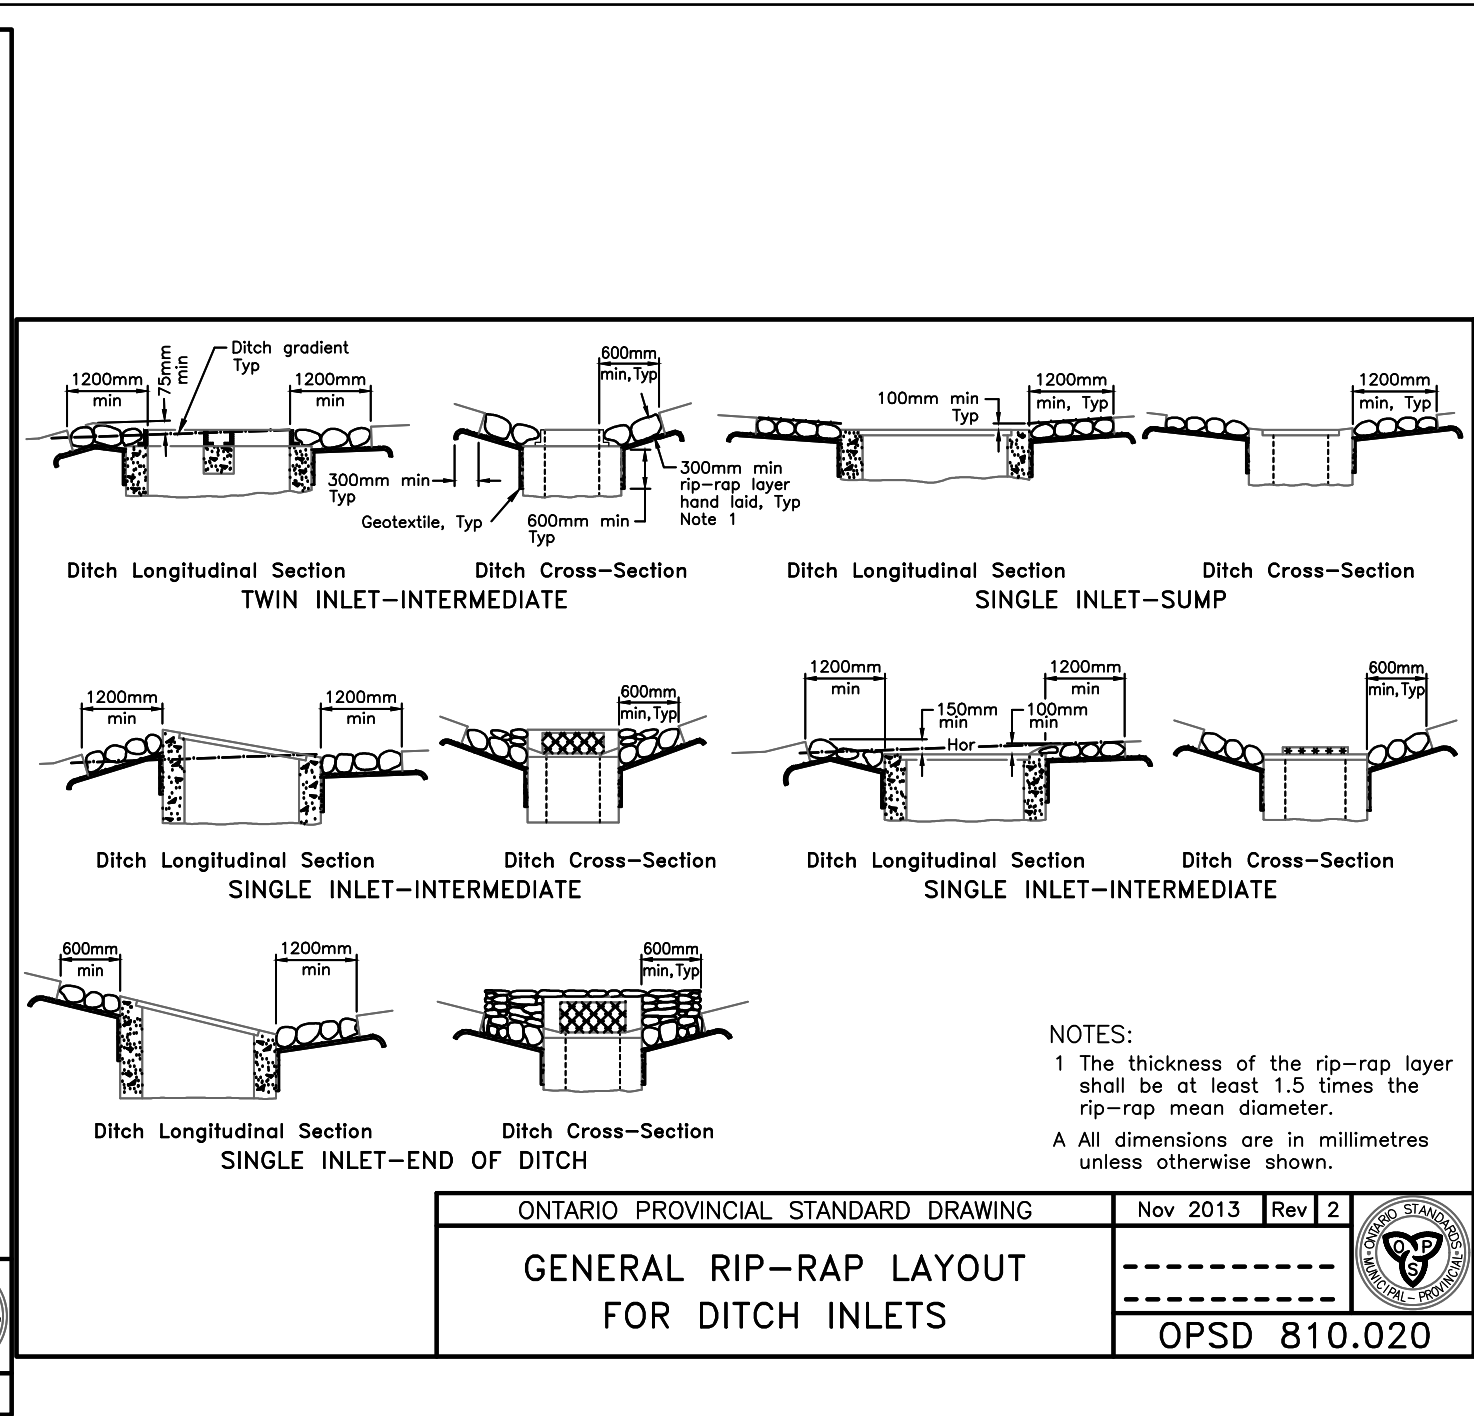 1200mm
min
75mm
min
Ditch gradient
Typ
1200mm
min
600mm
min, Typ
300mm min
Typ
Geotextile, Typ
600mm min
Typ
300mm min
rip-rap layer
hand laid, Typ
Note 1
Ditch Longitudinal Section
Ditch Cross-Section
TWIN INLET-INTERMEDIATE
100mm min
Typ
1200mm
min, Typ
1200mm
min, Typ
Ditch Longitudinal Section
Ditch Cross-Section
SINGLE INLET-SUMP
1200mm
min
1200mm
min
600mm
min, Typ
Ditch Longitudinal Section
Ditch Cross-Section
SINGLE INLET-INTERMEDIATE
1200mm
min
150mm
min
Hor
100mm
min
1200mm
min
600mm
min, Typ
Ditch Longitudinal Section
Ditch Cross-Section
SINGLE INLET-INTERMEDIATE
600mm
min
1200mm
min
600mm
min, Typ
Ditch Longitudinal Section
Ditch Cross-Section
SINGLE INLET-END OF DITCH
NOTES:
1 The thickness of the rip-rap layer
shall be at least 1.5 times the
rip-rap mean diameter.
A All dimensions are in millimetres
unless otherwise shown.
ONTARIO PROVINCIAL STANDARD DRAWING
Nov 2013 Rev 2
GENERAL RIP-RAP LAYOUT
FOR DITCH INLETS
ONTARIO STANDARDS
MUNICIPAL-PROVINCIAL
O P S
OPSD 810.020